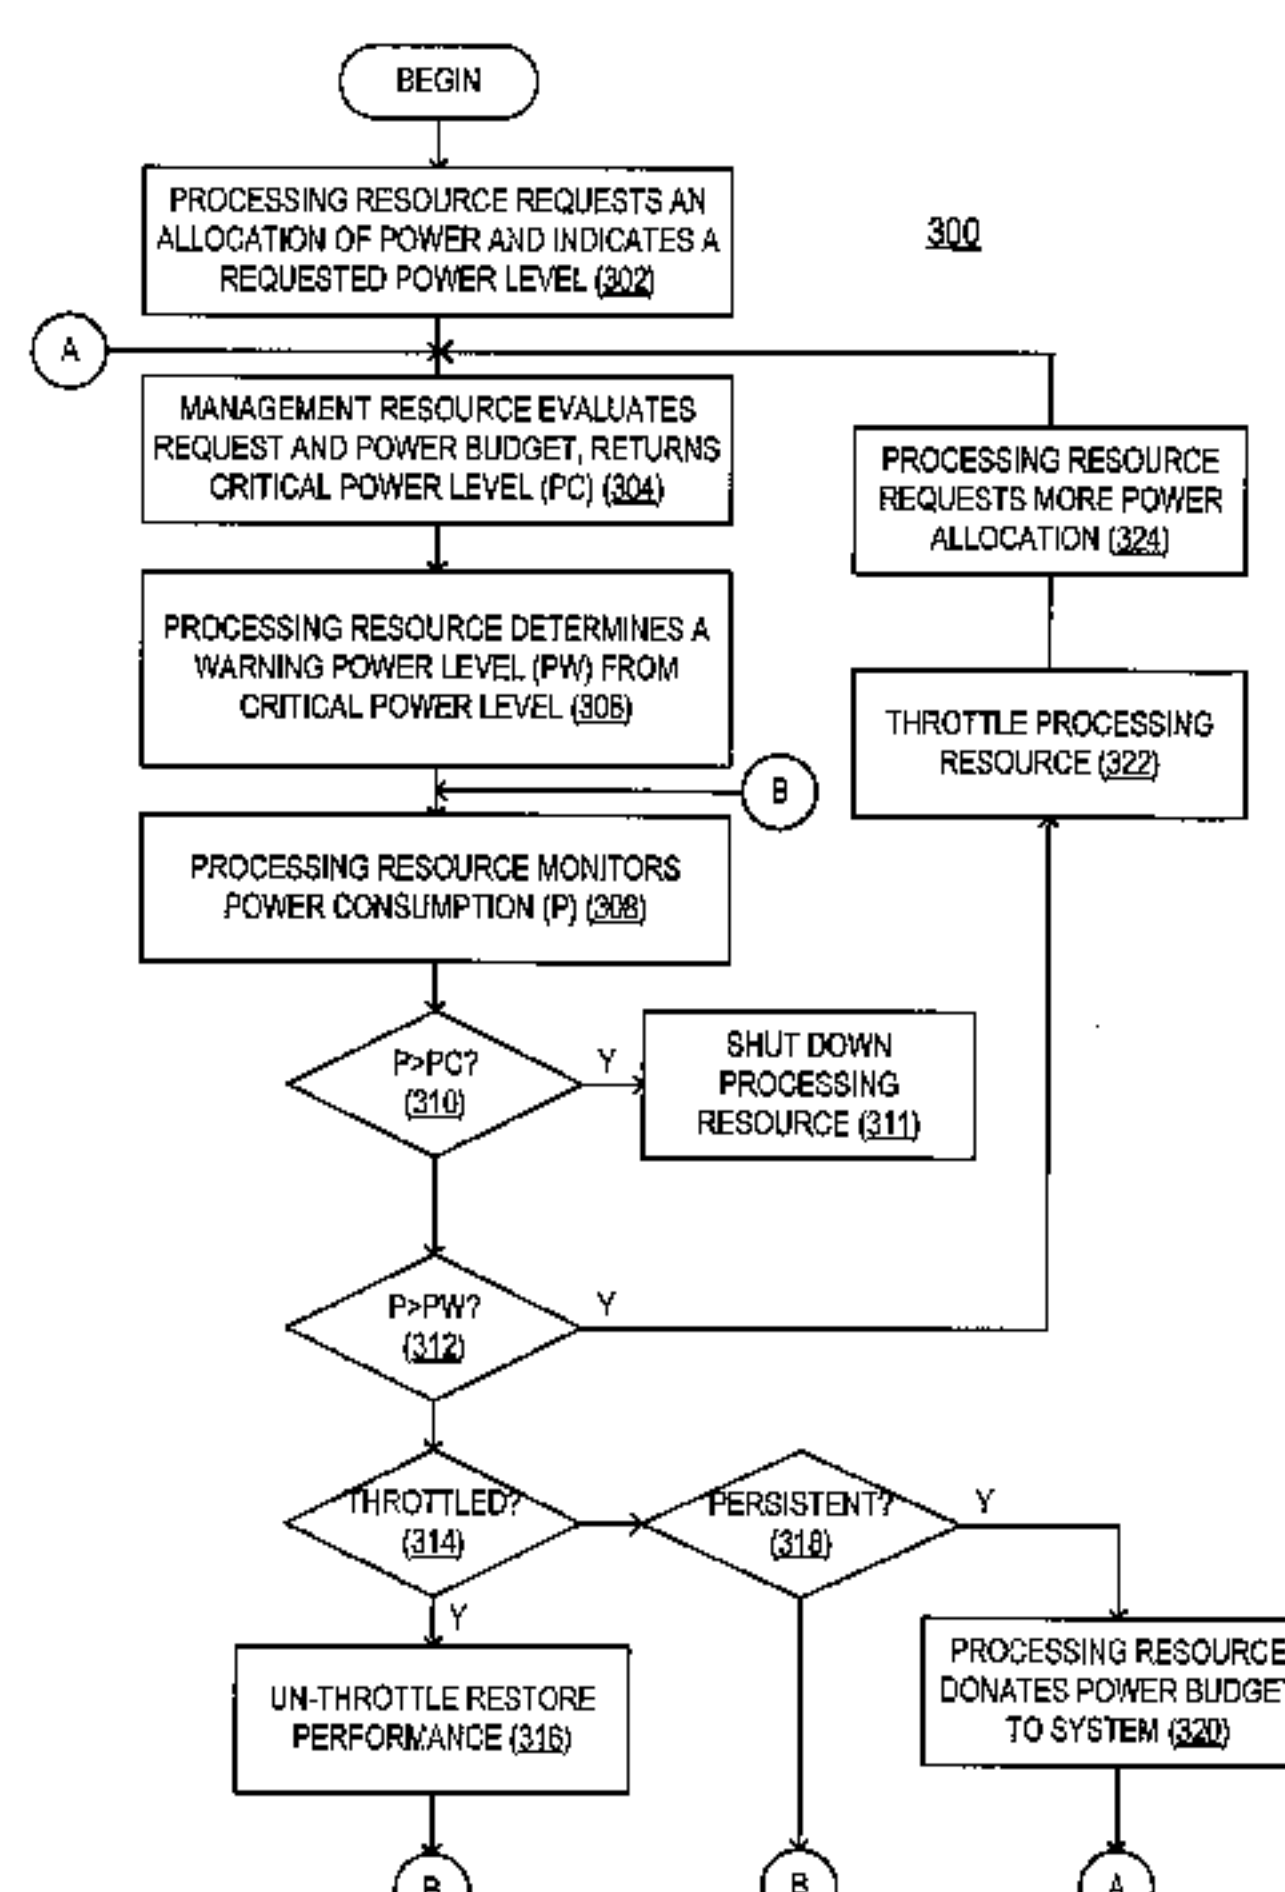 BEGIN
PROCESSING RESOURCE REQUESTS AN
ALLOCATION OF POWER AND INDICATES A
REQUESTED POWER LEVEL (302)
300
A
MANAGEMENT RESOURCE EVALUATES
REQUEST AND POWER BUDGET, RETURNS
CRITICAL POWER LEVEL (PC) (304)
PROCESSING RESOURCE
REQUESTS MORE POWER
ALLOCATION (324)
PROCESSING RESOURCE DETERMINES A
WARNING POWER LEVEL (PW) FROM
CRITICAL POWER LEVEL (306)
THROTTLE PROCESSING
RESOURCE (322)
B
PROCESSING RESOURCE MONITORS
POWER CONSUMPTION (P) (308)
P>PC?
(310)
Y
SHUT DOWN
PROCESSING
RESOURCE (311)
P>PW?
(312)
Y
THROTTLED?
(314)
Y
PERSISTENT?
(318)
Y
UN-THROTTLE RESTORE
PERFORMANCE (316)
PROCESSING RESOURCE
DONATES POWER BUDGET
TO SYSTEM (320)
B
B
A